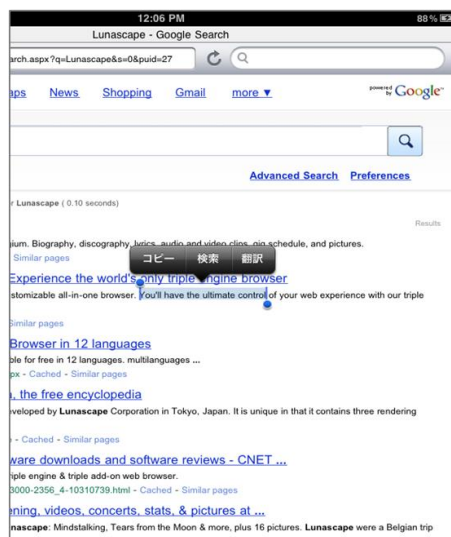 12:06 PM 88%
Lunascape - Google Search
arch.aspx?q=Lunascape&s=0&puid=27
aps News Shopping Gmail more ▼ powered by Google™
Advanced Search Preferences
r Lunascape ( 0.10 seconds)
Results
gium. Biography, discography, lyrics, audio and video clips, gig schedule, and pictures.
Similar pages
コピー 検索 翻訳
Experience the world's only triple engine browser
stomizable all-in-one browser. You'll have the ultimate control of your web experience with our triple
Similar pages
Browser in 12 languages
ble for free in 12 languages. multilanguages ...
px - Cached - Similar pages
, the free encyclopedia
eveloped by Lunascape Corporation in Tokyo, Japan. It is unique in that it contains three rendering
- Cached - Similar pages
ware downloads and software reviews - CNET ...
riple engine & triple add-on web browser.
3000-2356_4-10310739.html - Cached - Similar pages
ening, videos, concerts, stats, & pictures at ...
nascape: Mindstalking, Tears from the Moon & more, plus 16 pictures. Lunascape were a Belgian trip